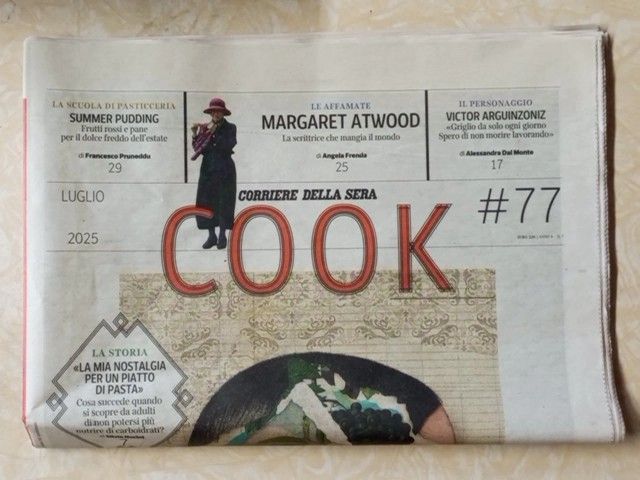 LA SCUOLA DI PASTICCERIA
SUMMER PUDDING
Frutti rossi e pane
per il dolce freddo dell'estate
di Francesco Pruneddu
29
LE AFFAMATE
MARGARET ATWOOD
La scrittrice che mangia il mondo
di Angela Frenda
25
IL PERSONAGGIO
VICTOR ARGUINZONIZ
«Griglio da solo ogni giorno
Spero di non morire lavorando»
di Alessandra Dal Monte
17
LUGLIO
2025
CORRIERE DELLA SERA
COOK
#77
LA STORIA
«LA MIA NOSTALGIA
PER UN PIATTO
DI PASTA»
Cosa succede quando
si scopre da adulti
di non potersi più
nutrire di carboidrati?